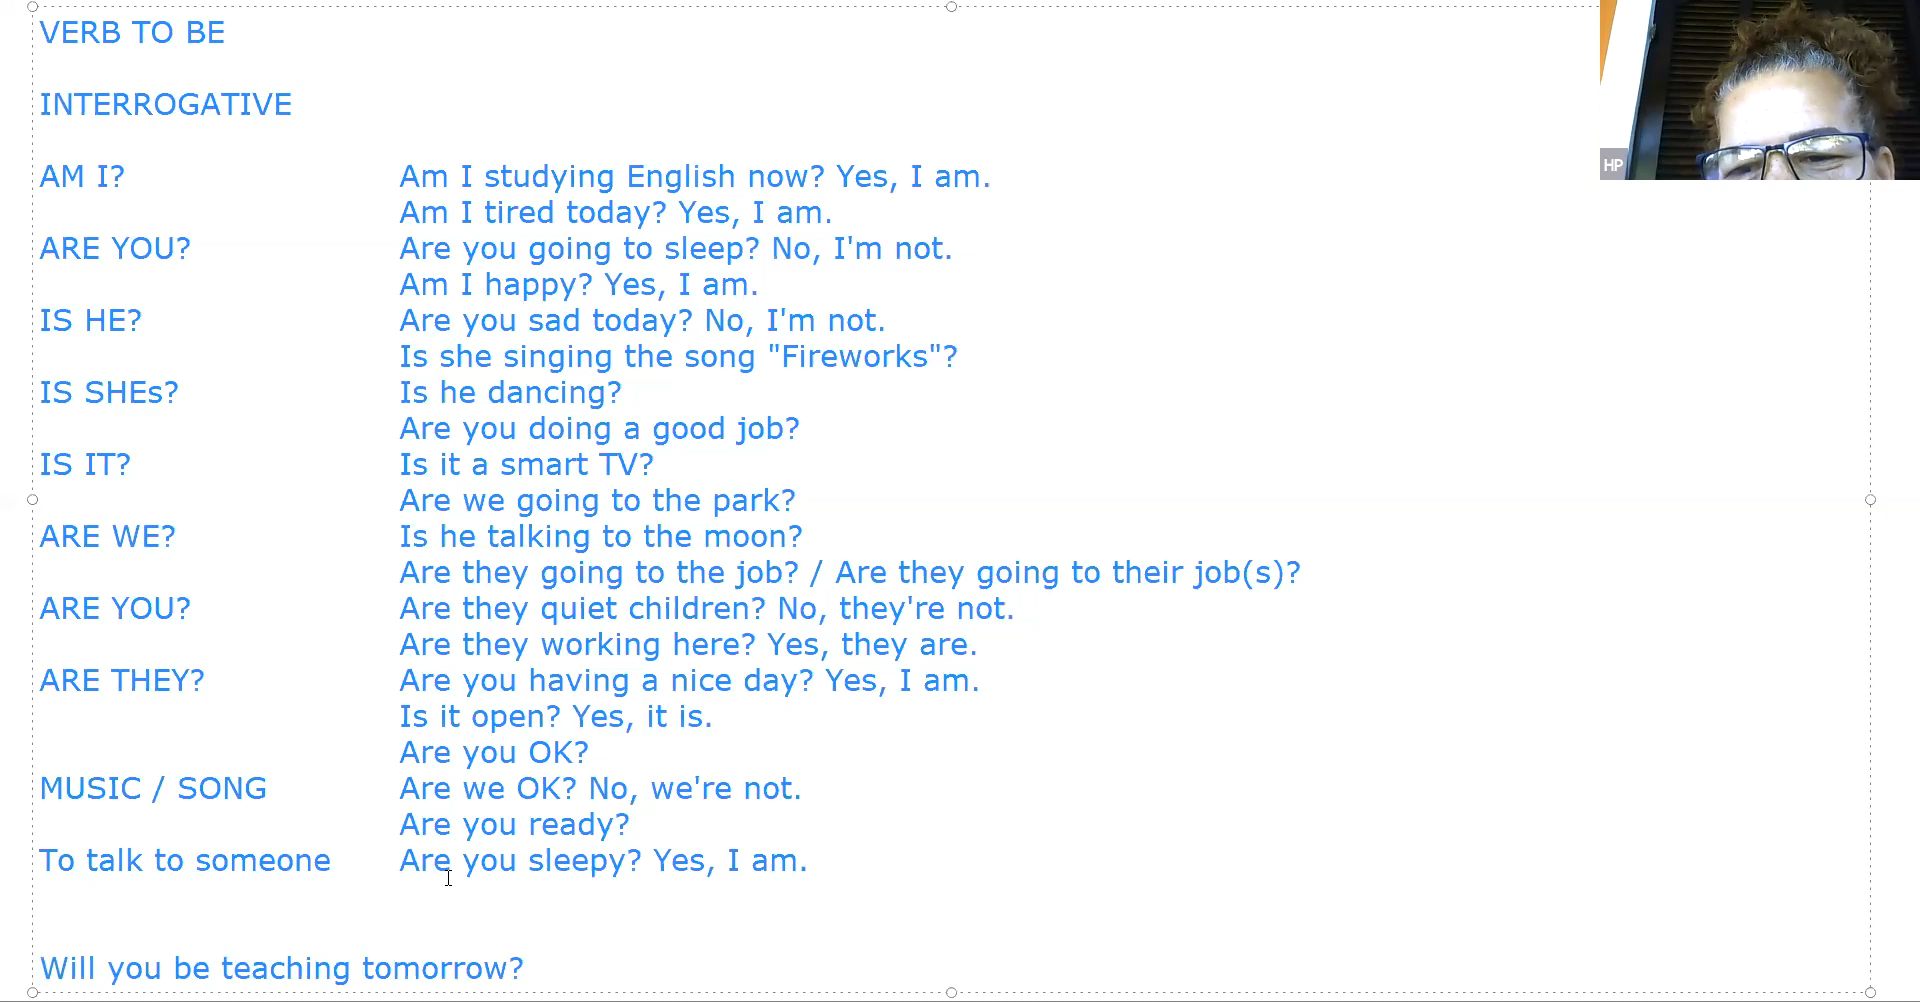 VERB TO BE
INTERROGATIVE
AM I? Am I studying English now? Yes, I am.
Am I tired today? Yes, I am.
ARE YOU? Are you going to sleep? No, I'm not.
Am I happy? Yes, I am.
IS HE? Are you sad today? No, I'm not.
Is she singing the song "Fireworks"?
IS SHEs? Is he dancing?
Are you doing a good job?
IS IT? Is it a smart TV?
Are we going to the park?
ARE WE? Is he talking to the moon?
Are they going to the job? / Are they going to their job(s)?
ARE YOU? Are they quiet children? No, they're not.
Are they working here? Yes, they are.
ARE THEY? Are you having a nice day? Yes, I am.
Is it open? Yes, it is.
Are you OK?
MUSIC / SONG Are we OK? No, we're not.
Are you ready?
To talk to someone Are you sleepy? Yes, I am.
Will you be teaching tomorrow?
HP